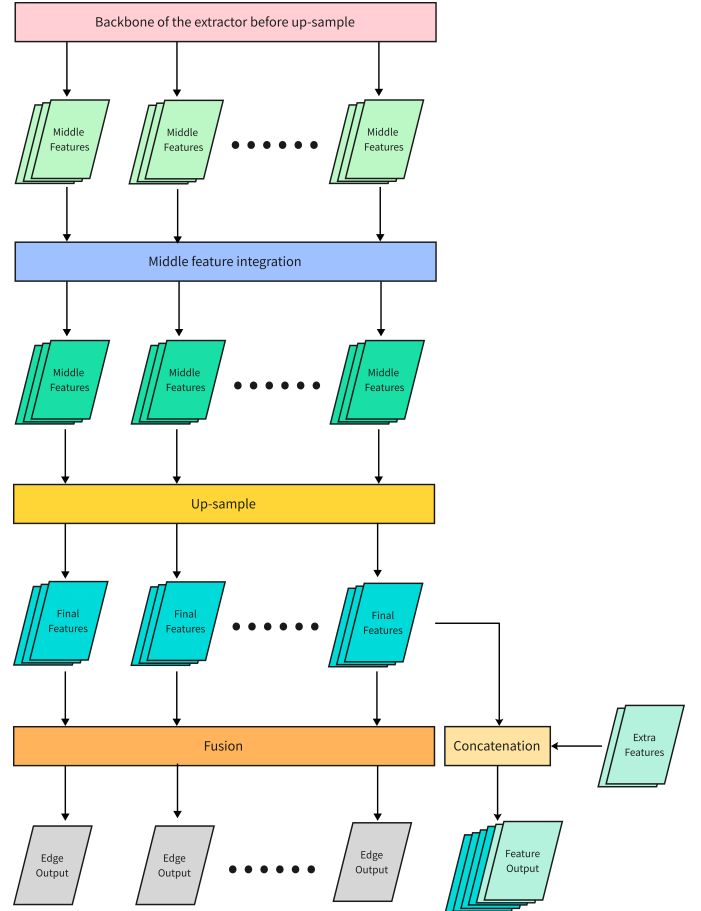 Backbone of the extractor before up-sample
Middle
Features
Middle
Features
Middle
Features
Middle feature integration
Middle
Features
Middle
Features
Middle
Features
Up-sample
Final
Features
Final
Features
Final
Features
Fusion
Concatenation
Extra
Features
Edge
Output
Edge
Output
Edge
Output
Feature
Output